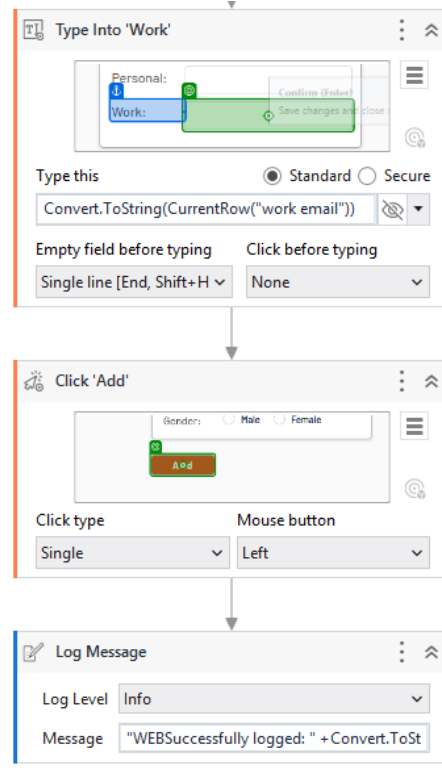 Type Into 'Work'
Personal:
Confirm (Enter)
Work:
Save changes and close
Type this
Standard
Secure
Convert.ToString(CurrentRow("work email"))
Empty field before typing
Click before typing
Single line [End, Shift+H
None
Click 'Add'
Gender:
Male
Female
Add
Click type
Mouse button
Single
Left
Log Message
Log Level
Info
Message
"WEBSuccessfully logged: " +Convert.ToSt